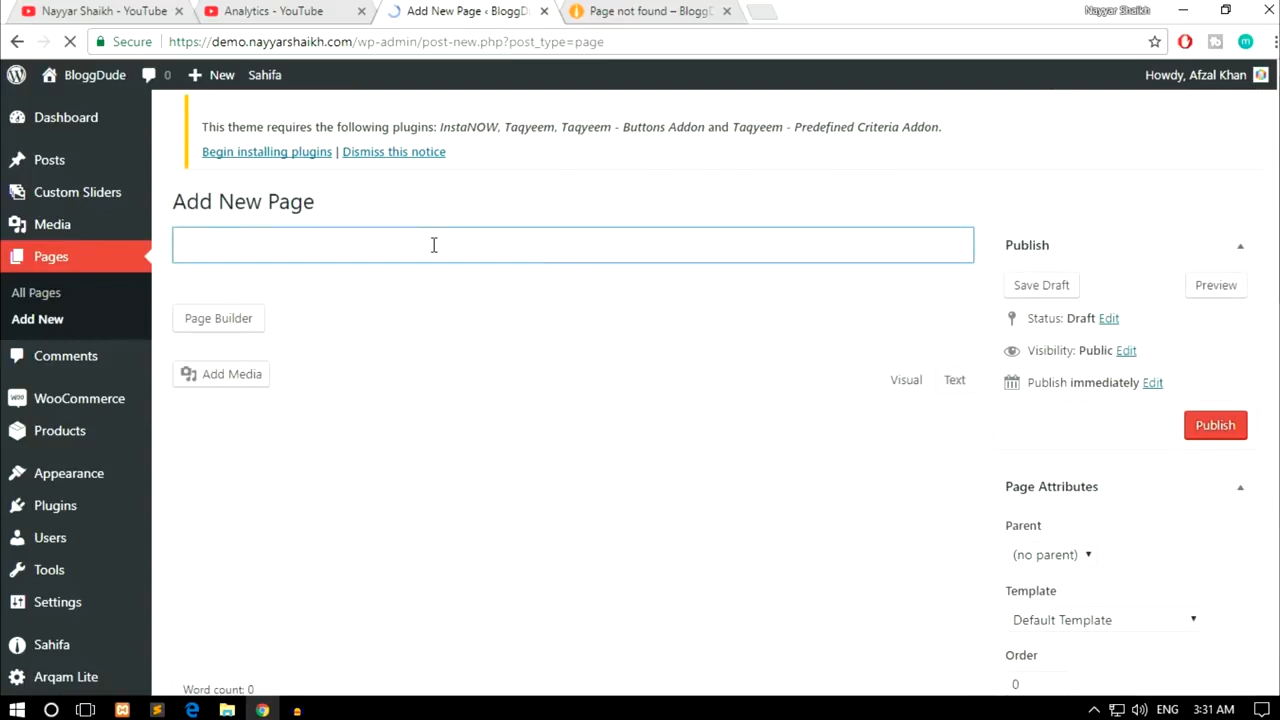 Nayyar Shaikh - YouTube
Analytics - YouTube
Add New Page ‹ BloggD
Page not found – BloggD
Nayyar Shaikh
Secure
https://demo.nayyarshaikh.com/wp-admin/post-new.php?post_type=page
BloggDude
0
New
Sahifa
Howdy, Afzal Khan
Dashboard
Posts
Custom Sliders
Media
Pages
All Pages
Add New
Comments
WooCommerce
Products
Appearance
Plugins
Users
Tools
Settings
Sahifa
Arqam Lite
This theme requires the following plugins: InstaNOW, Taqyeem, Taqyeem - Buttons Addon and Taqyeem - Predefined Criteria Addon.
Begin installing plugins | Dismiss this notice
Add New Page
Page Builder
Add Media
Visual
Text
Word count: 0
Publish
Save Draft
Preview
Status: Draft Edit
Visibility: Public Edit
Publish immediately Edit
Publish
Page Attributes
Parent
(no parent)
Template
Default Template
Order
0
ENG
3:31 AM